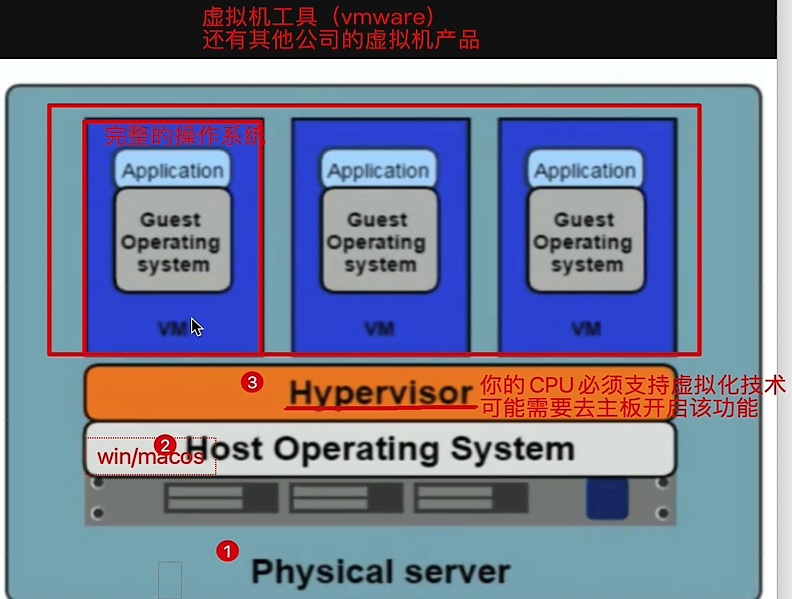 虚拟机工具（vmware）
还有其他公司的虚拟机产品
完整的操作系统
Application
Guest
Operating
system
VM
Application
Guest
Operating
system
VM
Application
Guest
Operating
system
VM
3
Hypervisor
你的CPU必须支持虚拟化技术
可能需要去主板开启该功能
2
win/macos
Host Operating System
1
Physical server